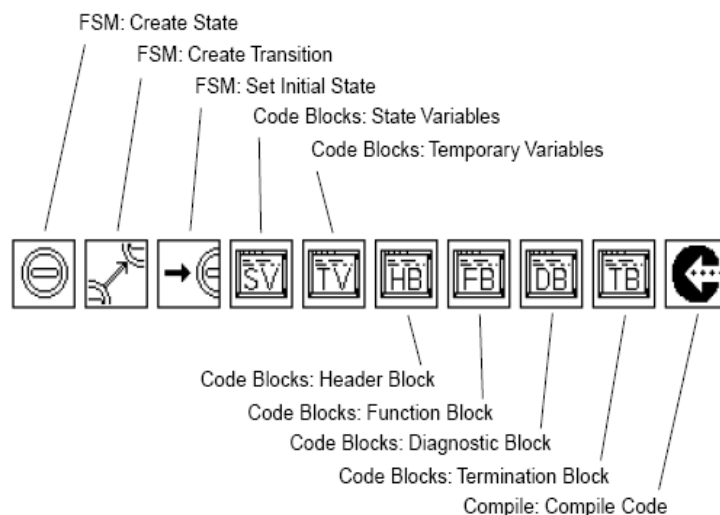 FSM: Create State
FSM: Create Transition
FSM: Set Initial State
Code Blocks: State Variables
Code Blocks: Temporary Variables
SV TV HB FB DB TB
Code Blocks: Header Block
Code Blocks: Function Block
Code Blocks: Diagnostic Block
Code Blocks: Termination Block
Compile: Compile Code